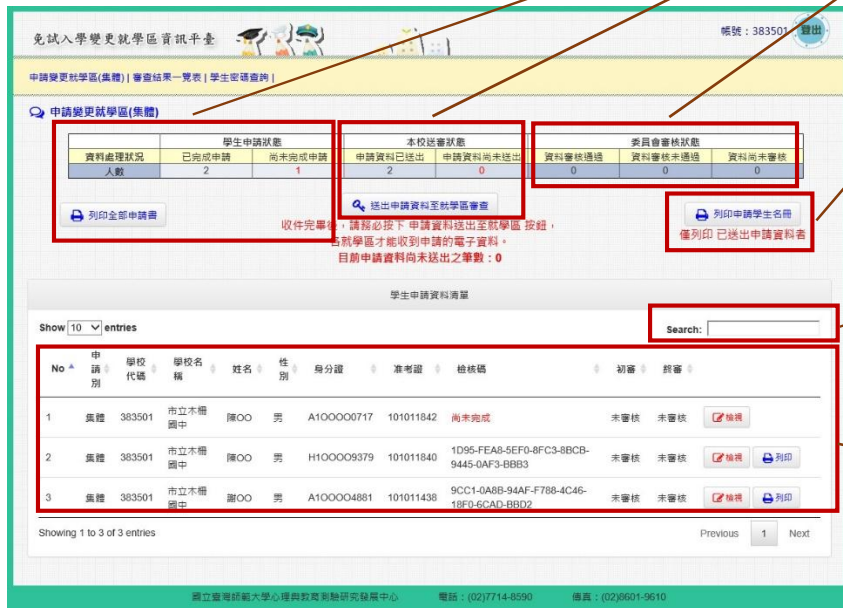 免試入學變更就學區資訊平臺
帳號：383501 登出
申請變更就學區(集體) | 審查結果一覽表 | 學生密碼查詢 |
申請變更就學區(集體)
學生申請狀態 本校送審狀態 委員會審核狀態
資料處理狀況 已完成申請 尚未完成申請 申請資料已送出 申請資料尚未送出 資料審核通過 資料審核未通過 資料尚未審核
人數 2 1 2 0 0 0 0
列印全部申請書 送出申請資料至就學區審查 列印申請學生名冊
收件完畢後，請務必按下 申請資料送出至就學區 按鈕， 僅列印 已送出申請資料者
各就學區才能收到申請的電子資料。
目前申請資料尚未送出之筆數：0
學生申請資料清單
Show 10 entries Search:
No 申請別 學校代碼 學校名稱 姓名 性別 身分證 准考證 檢核碼 初審 終審
1 集體 383501 市立木柵國中 陳OO 男 A10OOO0717 101011842 尚未完成 未審核 未審核 檢視
2 集體 383501 市立木柵國中 陳OO 男 H10OOO9379 101011840 1D95-FEA8-5EF0-8FC3-8BCB-9445-0AF3-BBB3 未審核 未審核 檢視 列印
3 集體 383501 市立木柵國中 謝OO 男 A10OOO4881 101011438 9CC1-0A8B-94AF-F788-4C46-18F0-6CAD-BBD2 未審核 未審核 檢視 列印
Showing 1 to 3 of 3 entries Previous 1 Next
國立臺灣師範大學心理與教育測驗研究發展中心 電話：(02)7714-8590 傳真：(02)8601-9610